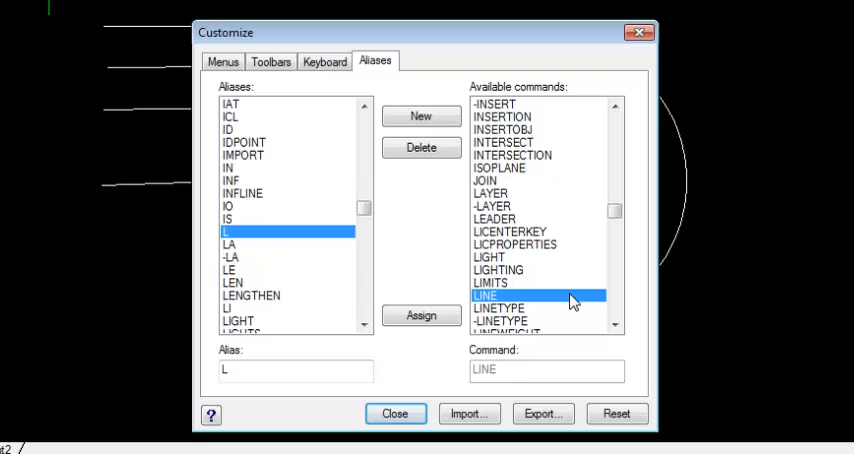 Customize
Menus Toolbars Keyboard Aliases
Aliases:
IAT
ICL
ID
IDPOINT
IMPORT
IN
INF
INFLINE
IO
IS
L
LA
-LA
LE
LEN
LENGTHEN
LI
LIGHT
LIGHTS
New
Delete
Assign
Available commands:
-INSERT
INSERTION
INSERTOBJ
INTERSECT
INTERSECTION
ISOPLANE
JOIN
LAYER
-LAYER
LEADER
LICENTERKEY
LICPROPERTIES
LIGHT
LIGHTING
LIMITS
LINE
LINETYPE
-LINETYPE
LINEWEIGHT
Alias:
L
Command:
LINE
?
Close Import... Export... Reset